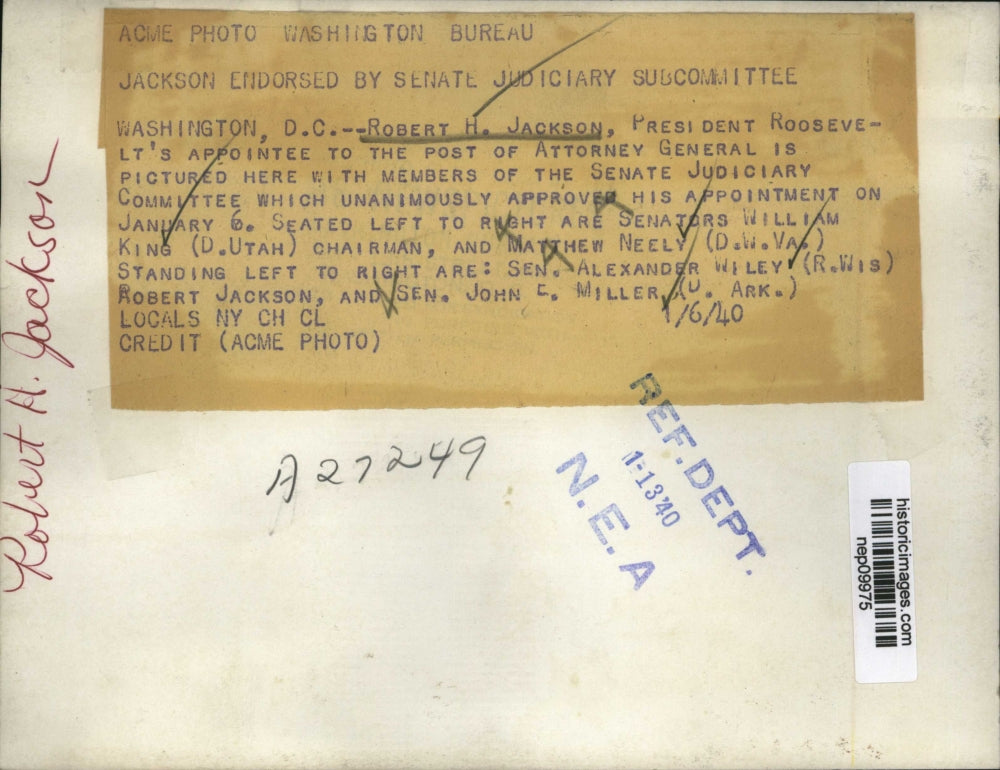 ACME PHOTO WASHINGTON BUREAU
JACKSON ENDORSED BY SENATE JUDICIARY SUBCOMMITTEE
WASHINGTON, D.C.--ROBERT H. JACKSON, PRESIDENT ROOSEVE-
LT'S APPOINTEE TO THE POST OF ATTORNEY GENERAL IS
PICTURED HERE WITH MEMBERS OF THE SENATE JUDICIARY
COMMITTEE WHICH UNANIMOUSLY APPROVED HIS APPOINTMENT ON
JANUARY 6. SEATED LEFT TO RIGHT ARE SENATORS WILLIAM
KING (D.UTAH) CHAIRMAN, AND MATTHEW NEELY (D.W.VA.)
STANDING LEFT TO RIGHT ARE: SEN. ALEXANDER WILEY (R.WIS)
ROBERT JACKSON, AND SEN. JOHN E. MILLER (D. ARK.)
LOCALS NY CH CL 1/6/40
CREDIT (ACME PHOTO)
Robert H. Jackson
A27249
REF. DEPT.
1-13'40
N.E.A
historicimages.com
nep09975